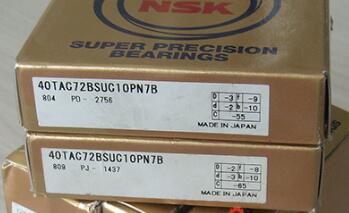 NSK
SUPER PRECISION
BEARINGS
40TAC72BSUC10PN7B
804 PD - 2756
D -3 f -9
d -2 b -10
C -55
MADE IN JAPAN
40TAC72BSUC10PN7B
809 PJ - 1437
D -2 f -8
d -3 b -10
C -65
MADE IN JAPAN